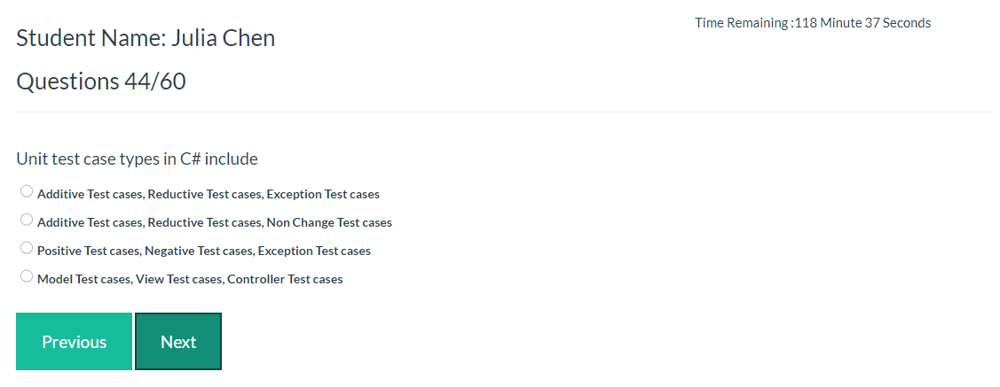 Time Remaining :118 Minute 37 Seconds
Student Name: Julia Chen
Questions 44/60
Unit test case types in C# include
Additive Test cases, Reductive Test cases, Exception Test cases
Additive Test cases, Reductive Test cases, Non Change Test cases
Positive Test cases, Negative Test cases, Exception Test cases
Model Test cases, View Test cases, Controller Test cases
Previous Next